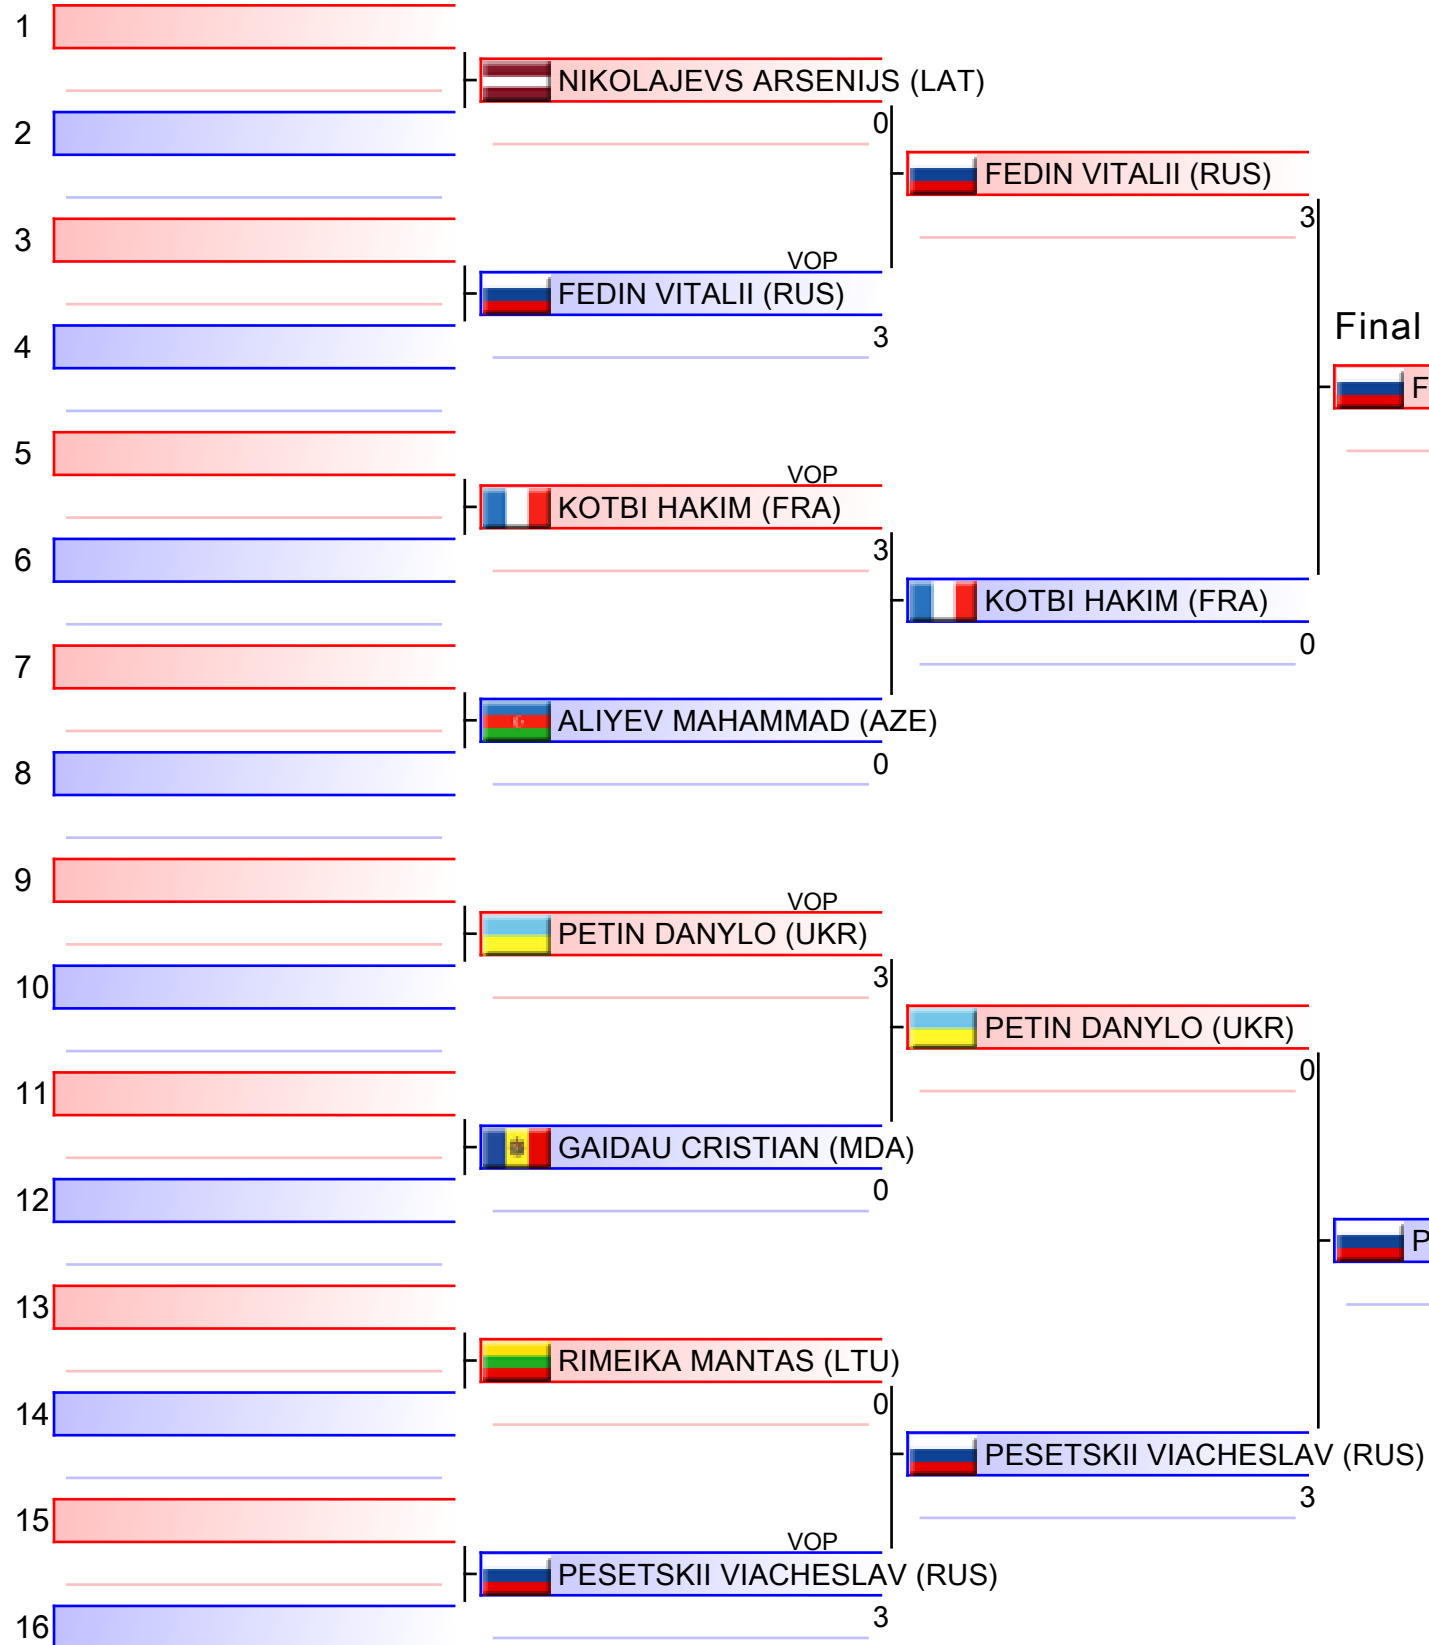 1
NIKOLAJEVS ARSENIJS (LAT)
0
2
FEDIN VITALII (RUS)
3
3
VOP
FEDIN VITALII (RUS)
3
4
Final
F
5
VOP
KOTBI HAKIM (FRA)
3
6
KOTBI HAKIM (FRA)
0
7
ALIYEV MAHAMMAD (AZE)
0
8
9
VOP
PETIN DANYLO (UKR)
3
10
PETIN DANYLO (UKR)
0
11
GAIDAU CRISTIAN (MDA)
0
12
P
13
RIMEIKA MANTAS (LTU)
0
14
PESETSKII VIACHESLAV (RUS)
3
15
VOP
PESETSKII VIACHESLAV (RUS)
3
16